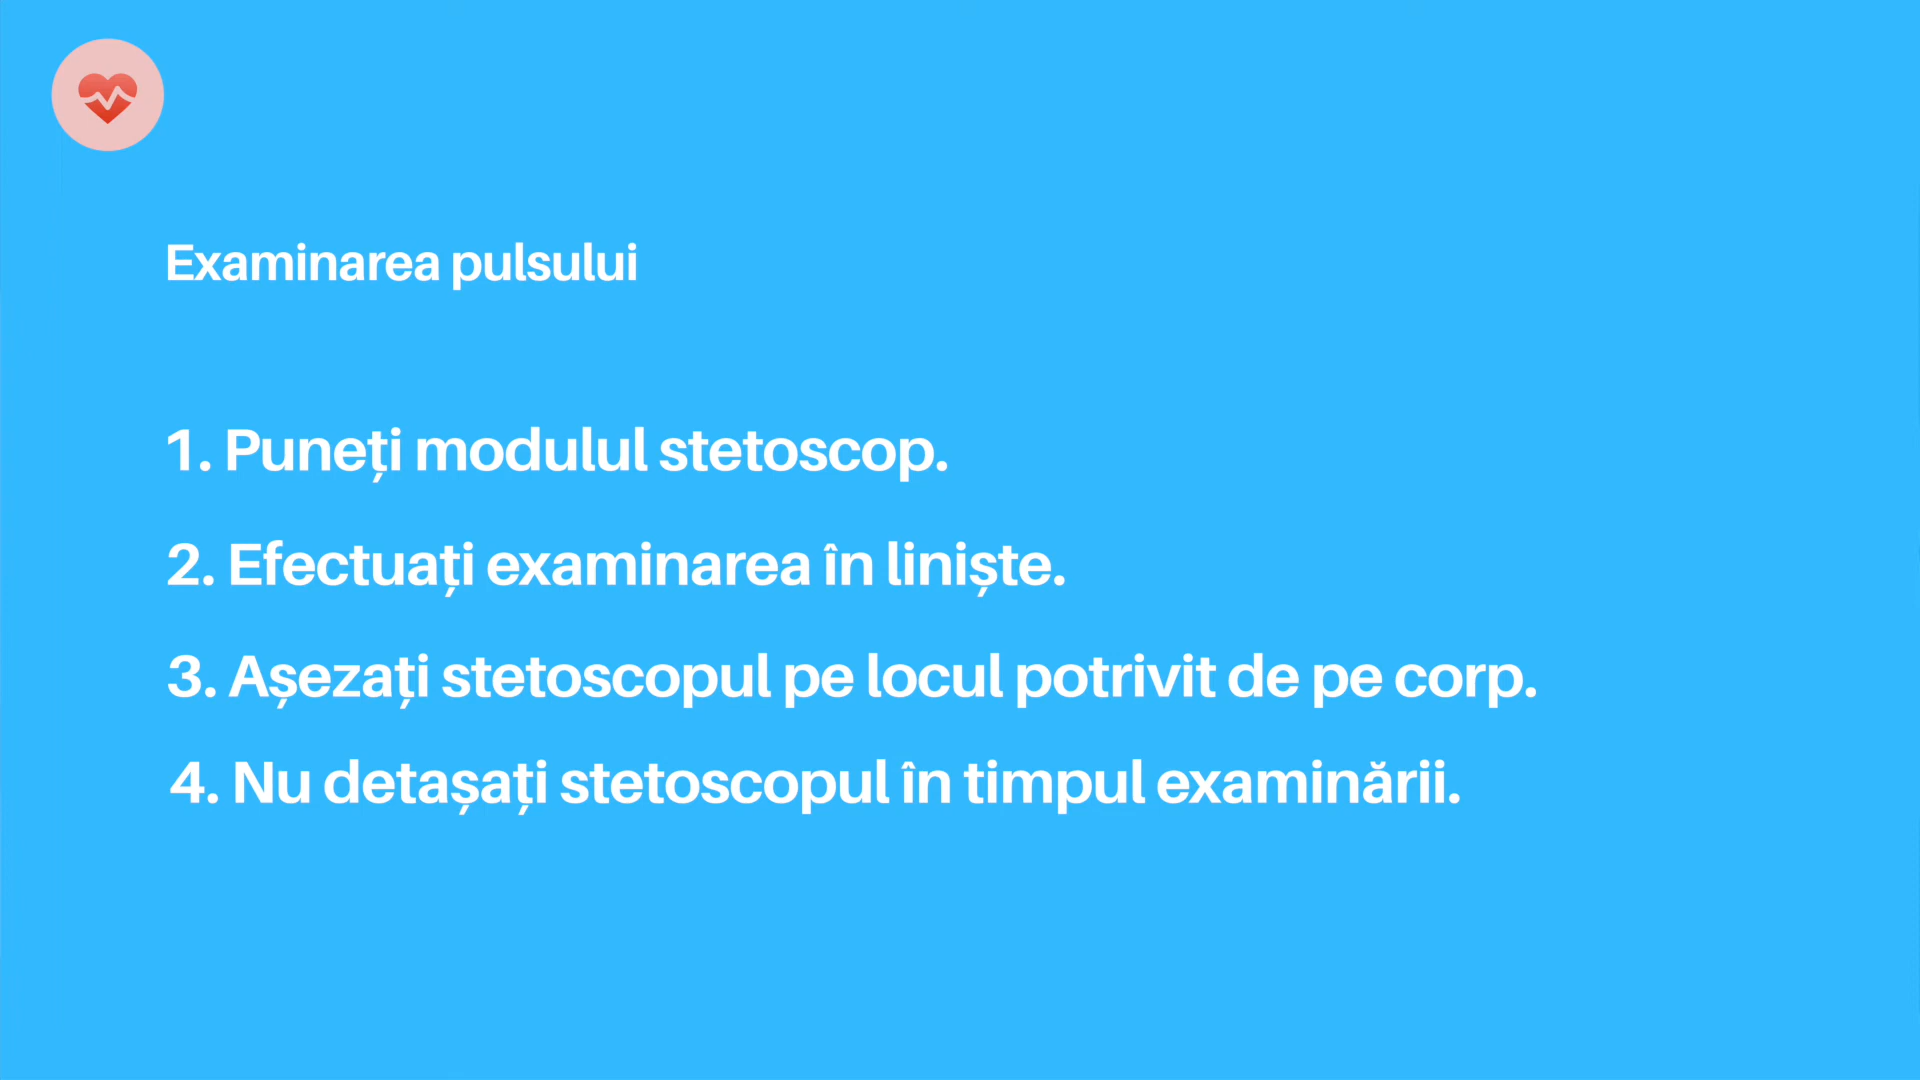 Examinarea pulsului
1. Puneți modulul stetoscop.
2. Efectuați examinarea în liniște.
3. Așezați stetoscopul pe locul potrivit de pe corp.
4. Nu detașați stetoscopul în timpul examinării.